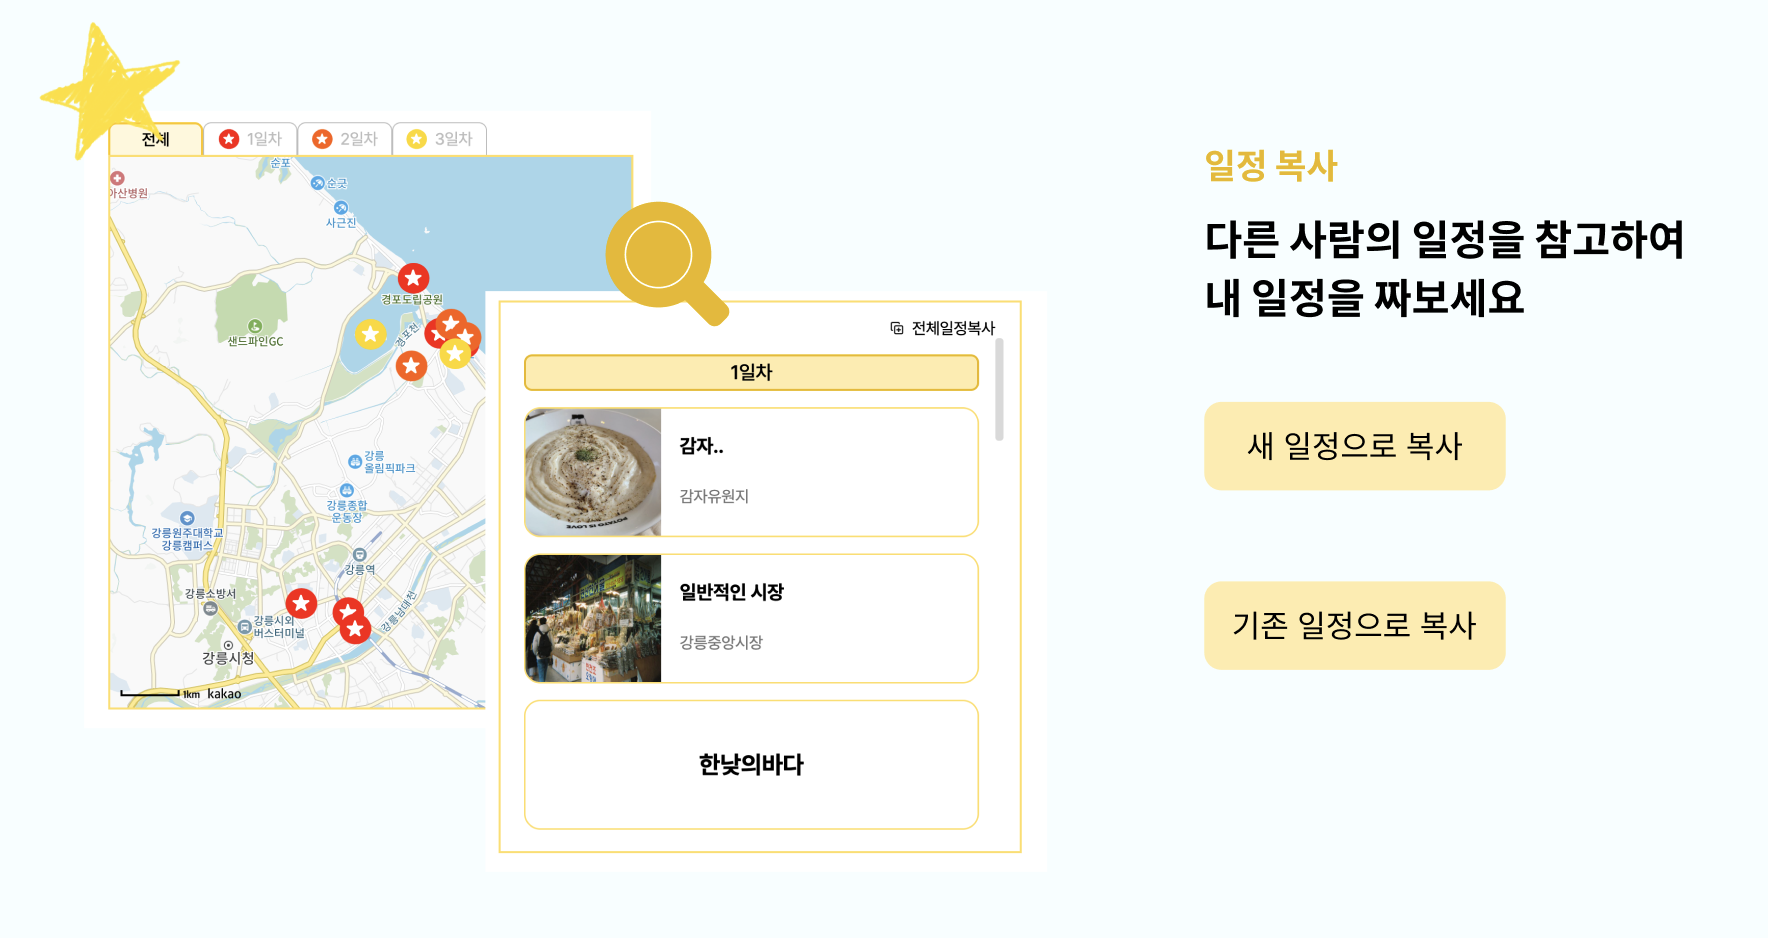 전체
1일차
2일차
3일차
순포
아산병원
순긋
사근진
경포도립공원
경포천
샌드파인GC
강릉
올림픽파크
강릉종합
운동장
강릉원주대학교
강릉캠퍼스
강릉역
강릉소방서
강릉시외
버스터미널
강릉남대천
강릉시청
1km kakao
전체일정복사
1일차
감자..
감자유원지
POTATO IS LOVE
일반적인 시장
강릉중앙시장
한낮의바다
일정 복사
다른 사람의 일정을 참고하여
내 일정을 짜보세요
새 일정으로 복사
기존 일정으로 복사